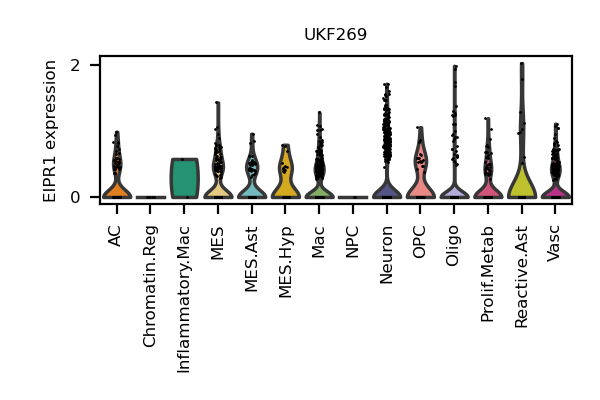 UKF269
EIPR1 expression
2
0
AC
Chromatin.Reg
Inflammatory.Mac
MES
MES.Ast
MES.Hyp
Mac
NPC
Neuron
OPC
Oligo
Prolif.Metab
Reactive.Ast
Vasc